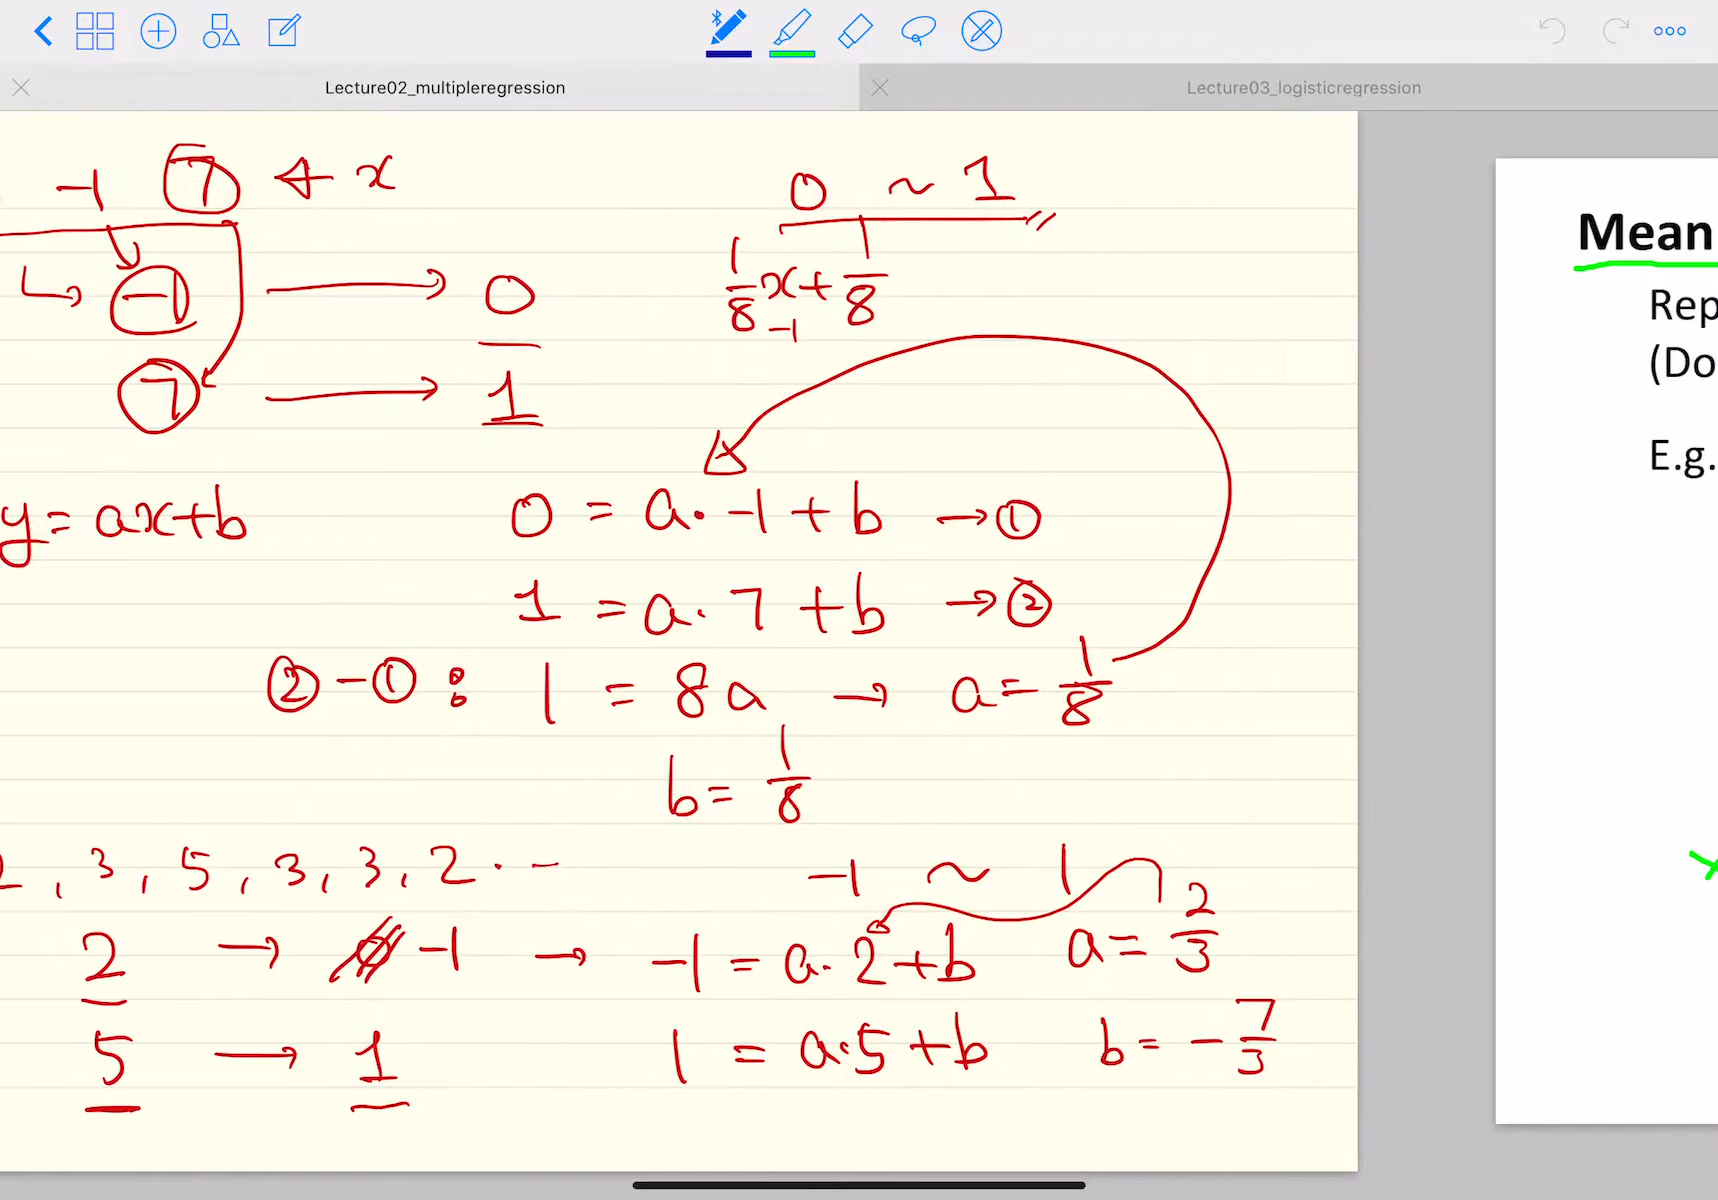 Lecture02_multipleregression
Lecture03_logisticregression
-1 7 + x
0 ~ 1
-1 → 0
1/8 x + 1/8
-1
7 → 1
y = ax+b
0 = a· -1 + b → ①
1 = a· 7 + b → ②
② - ① : 1 = 8a → a = 1/8
b = 1/8
, 3, 5, 3, 3, 2 · · -
-1 ~ 1
2 → -1 → -1 = a·2+b a = 2/3
5 → 1 1 = a·5+b b = - 7/3
Mean
Rep
(Do
E.g.